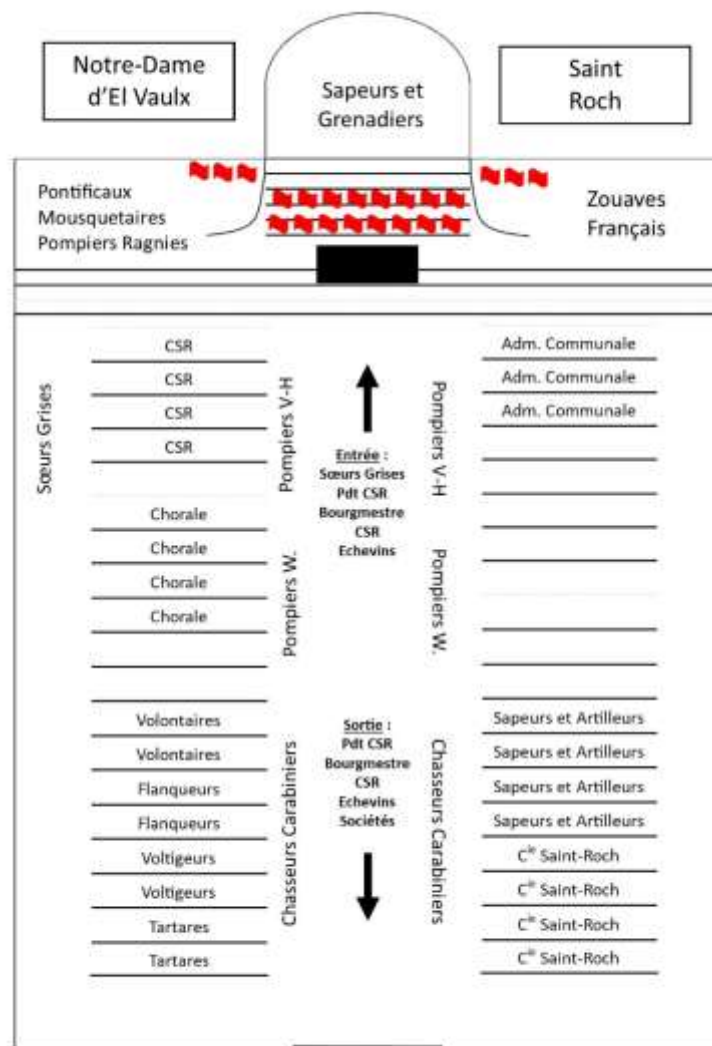 Notre-Dame
d'El Vaulx
Sapeurs et
Grenadiers
Saint
Roch
Pontificaux
Mousquetaires
Pompiers Ragnies
Zouaves
Français
Sœurs Grises
CSR
CSR
CSR
CSR
Chorale
Chorale
Chorale
Chorale
Volontaires
Volontaires
Flanqueurs
Flanqueurs
Voltigeurs
Voltigeurs
Tartares
Tartares
Pompiers V-H
Pompiers W.
Chasseurs Carabiniers
Entrée :
Sœurs Grises
Pdt CSR
Bourgmestre
CSR
Echevins
Sortie :
Pdt CSR
Bourgmestre
CSR
Echevins
Sociétés
Pompiers V-H
Pompiers W.
Chasseurs Carabiniers
Adm. Communale
Adm. Communale
Adm. Communale
Sapeurs et Artilleurs
Sapeurs et Artilleurs
Sapeurs et Artilleurs
Sapeurs et Artilleurs
Cie Saint-Roch
Cie Saint-Roch
Cie Saint-Roch
Cie Saint-Roch